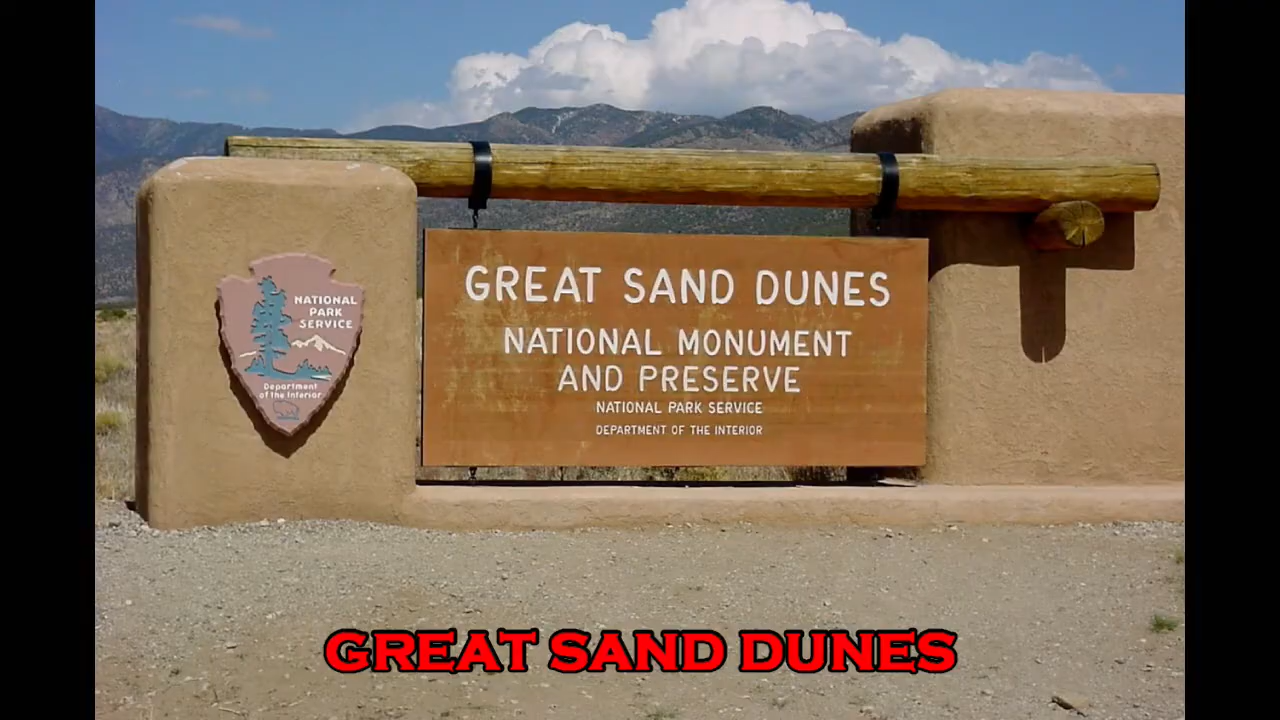 NATIONAL
PARK
SERVICE
Department
of the Interior
GREAT SAND DUNES
NATIONAL MONUMENT
AND PRESERVE
NATIONAL PARK SERVICE
DEPARTMENT OF THE INTERIOR
GREAT SAND DUNES